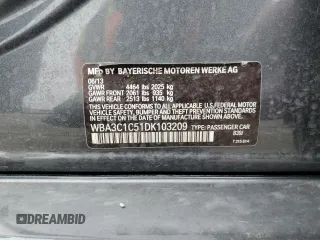 MFD BY BAYERISCHE MOTOREN WERKE AG
06/13
GVWR 4464 lbs 2025 kg
GAWR FRONT 2061 lbs 935 kg
GAWR REAR 2513 lbs 1140 kg
THIS VEHICLE CONFORMS TO ALL APPLICABLE
FEDERAL MOTOR VEHICLE SAFETY, BUMPER,
AND THEFT PREVENTION STANDARDS IN EFFECT
ON THE DATE OF MANUFACTURE SHOWN ABOVE.
WBA3C1C51DK103209 TYPE: PASSENGER CAR
DREAMBID